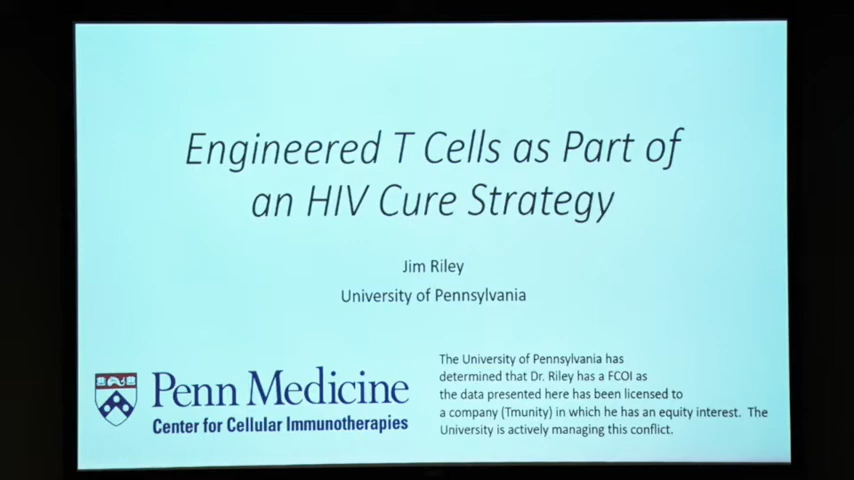 Engineered T Cells as Part of
an HIV Cure Strategy
Jim Riley
University of Pennsylvania
Penn Medicine
Center for Cellular Immunotherapies
The University of Pennsylvania has
determined that Dr. Riley has a FCOI as
the data presented here has been licensed to
a company (Tmunity) in which he has an equity interest. The
University is actively managing this conflict.